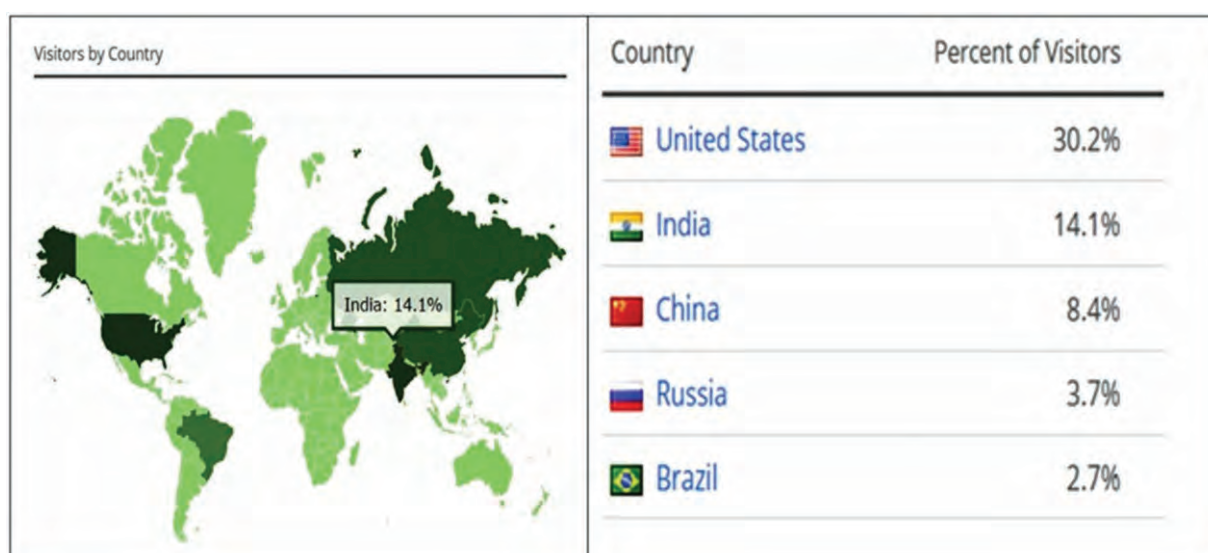 Visitors by Country
India: 14.1%
Country Percent of Visitors
United States 30.2%
India 14.1%
China 8.4%
Russia 3.7%
Brazil 2.7%